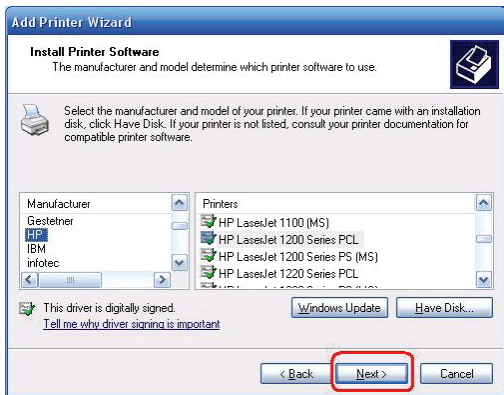 Add Printer Wizard
Install Printer Software
The manufacturer and model determine which printer software to use.
Select the manufacturer and model of your printer. If your printer came with an installation
disk, click Have Disk. If your printer is not listed, consult your printer documentation for
compatible printer software.
Manufacturer
Gestetner
HP
IBM
infotec
Printers
HP LaserJet 1100 (MS)
HP LaserJet 1200 Series PCL
HP LaserJet 1200 Series PS (MS)
HP LaserJet 1220 Series PCL
This driver is digitally signed.
Tell me why driver signing is important
Windows Update
Have Disk...
< Back
Next >
Cancel